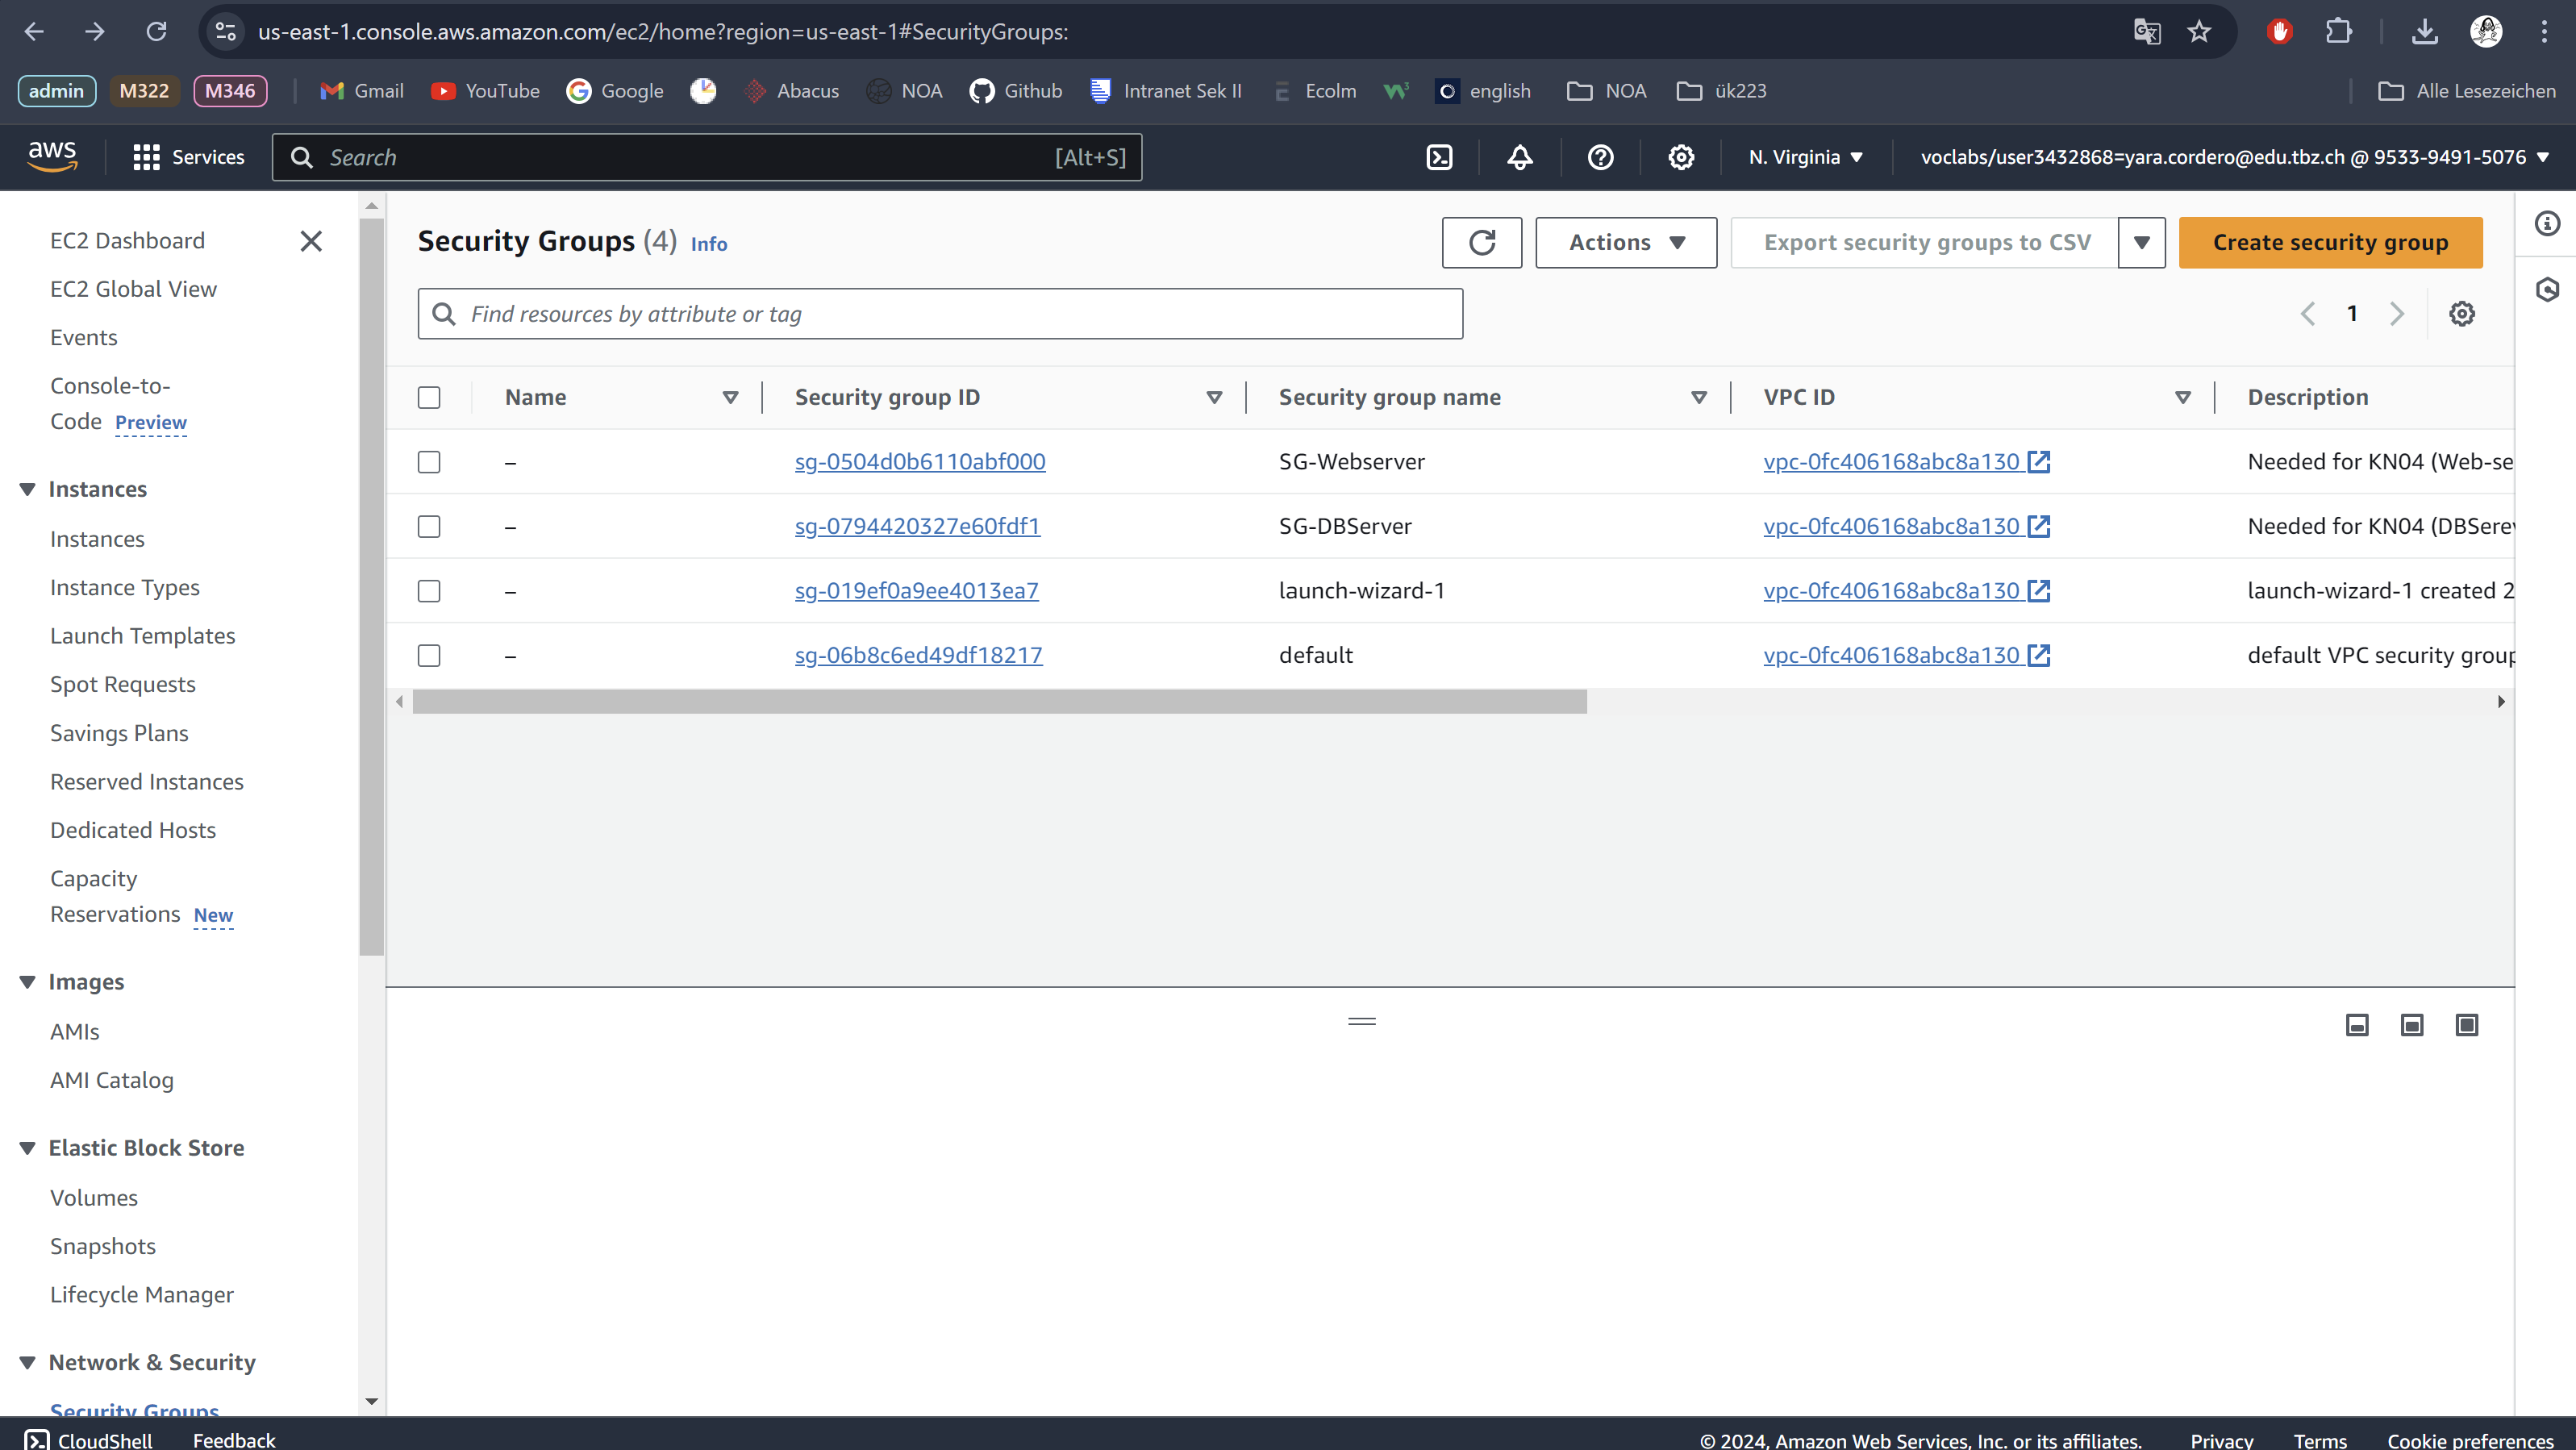 us-east-1.console.aws.amazon.com/ec2/home?region=us-east-1#SecurityGroups:
admin M322 M346 Gmail YouTube Google Abacus NOA Github Intranet Sek II Ecolm english NOA ük223 Alle Lesezeichen
aws Services Search [Alt+S] N. Virginia voclabs/user3432868=yara.cordero@edu.tbz.ch @ 9533-9491-5076
EC2 Dashboard
EC2 Global View
Events
Console-to-
Code Preview
Instances
Instances
Instance Types
Launch Templates
Spot Requests
Savings Plans
Reserved Instances
Dedicated Hosts
Capacity
Reservations New
Images
AMIs
AMI Catalog
Elastic Block Store
Volumes
Snapshots
Lifecycle Manager
Network & Security
Security Groups
Security Groups (4) Info
Actions Export security groups to CSV Create security group
Find resources by attribute or tag
1
Name Security group ID Security group name VPC ID Description
– sg-0504d0b6110abf000 SG-Webserver vpc-0fc406168abc8a130 Needed for KN04 (Web-se
– sg-0794420327e60fdf1 SG-DBServer vpc-0fc406168abc8a130 Needed for KN04 (DBSere
– sg-019ef0a9ee4013ea7 launch-wizard-1 vpc-0fc406168abc8a130 launch-wizard-1 created 2
– sg-06b8c6ed49df18217 default vpc-0fc406168abc8a130 default VPC security group
CloudShell Feedback © 2024, Amazon Web Services, Inc. or its affiliates. Privacy Terms Cookie preferences